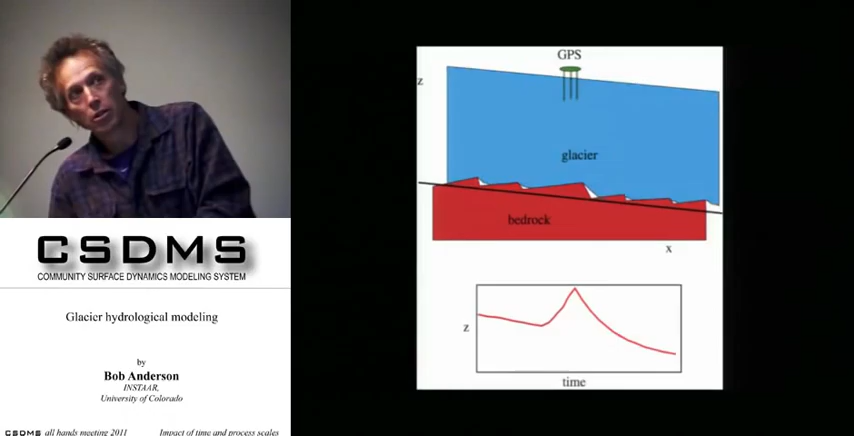 CSDMS
COMMUNITY SURFACE DYNAMICS MODELING SYSTEM
Glacier hydrological modeling
by
Bob Anderson
INSTAAR,
University of Colorado
CSDMS all hands meeting 2011 Impact of time and process scales
GPS
z
glacier
bedrock
x
z
time